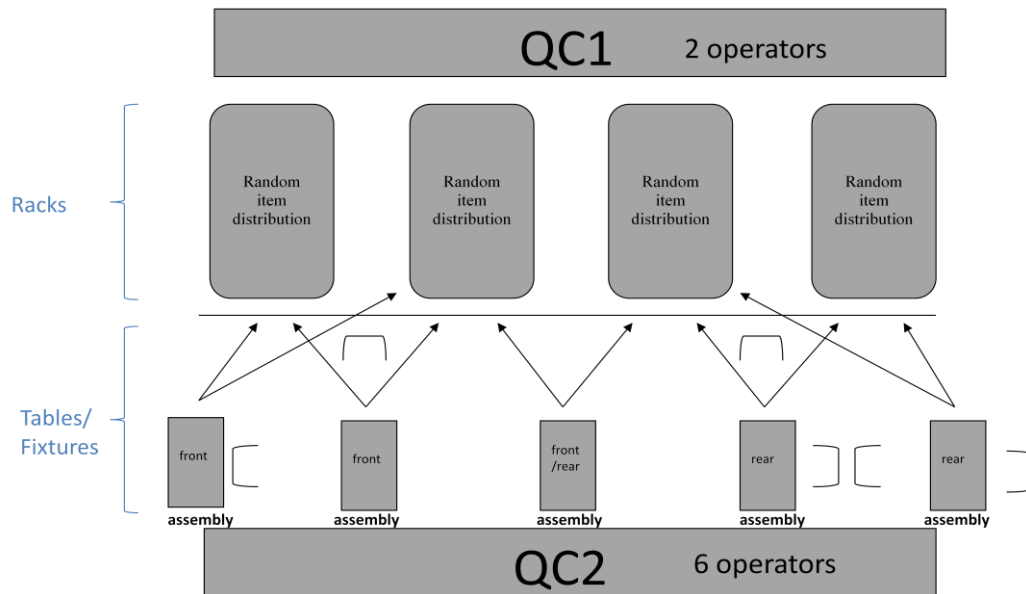 QC1 2 operators
Racks
Random
item
distribution
Random
item
distribution
Random
item
distribution
Random
item
distribution
Tables/
Fixtures
front
front
front
/rear
rear
rear
assembly
assembly
assembly
assembly
assembly
QC2 6 operators